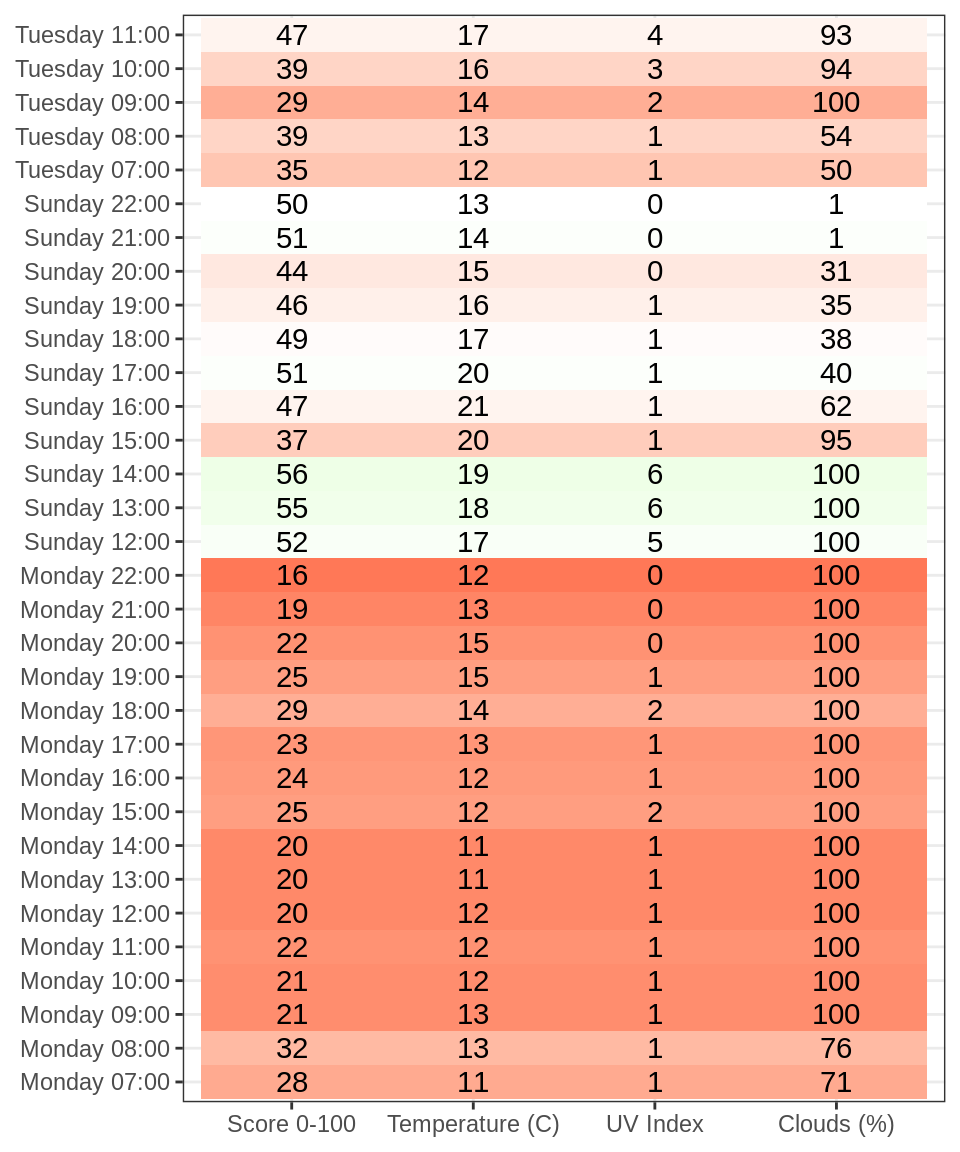 Tuesday 11:00 47 17 4 93
Tuesday 10:00 39 16 3 94
Tuesday 09:00 29 14 2 100
Tuesday 08:00 39 13 1 54
Tuesday 07:00 35 12 1 50
Sunday 22:00 50 13 0 1
Sunday 21:00 51 14 0 1
Sunday 20:00 44 15 0 31
Sunday 19:00 46 16 1 35
Sunday 18:00 49 17 1 38
Sunday 17:00 51 20 1 40
Sunday 16:00 47 21 1 62
Sunday 15:00 37 20 1 95
Sunday 14:00 56 19 6 100
Sunday 13:00 55 18 6 100
Sunday 12:00 52 17 5 100
Monday 22:00 16 12 0 100
Monday 21:00 19 13 0 100
Monday 20:00 22 15 0 100
Monday 19:00 25 15 1 100
Monday 18:00 29 14 2 100
Monday 17:00 23 13 1 100
Monday 16:00 24 12 1 100
Monday 15:00 25 12 2 100
Monday 14:00 20 11 1 100
Monday 13:00 20 11 1 100
Monday 12:00 20 12 1 100
Monday 11:00 22 12 1 100
Monday 10:00 21 12 1 100
Monday 09:00 21 13 1 100
Monday 08:00 32 13 1 76
Monday 07:00 28 11 1 71
Score 0-100 Temperature (C) UV Index Clouds (%)